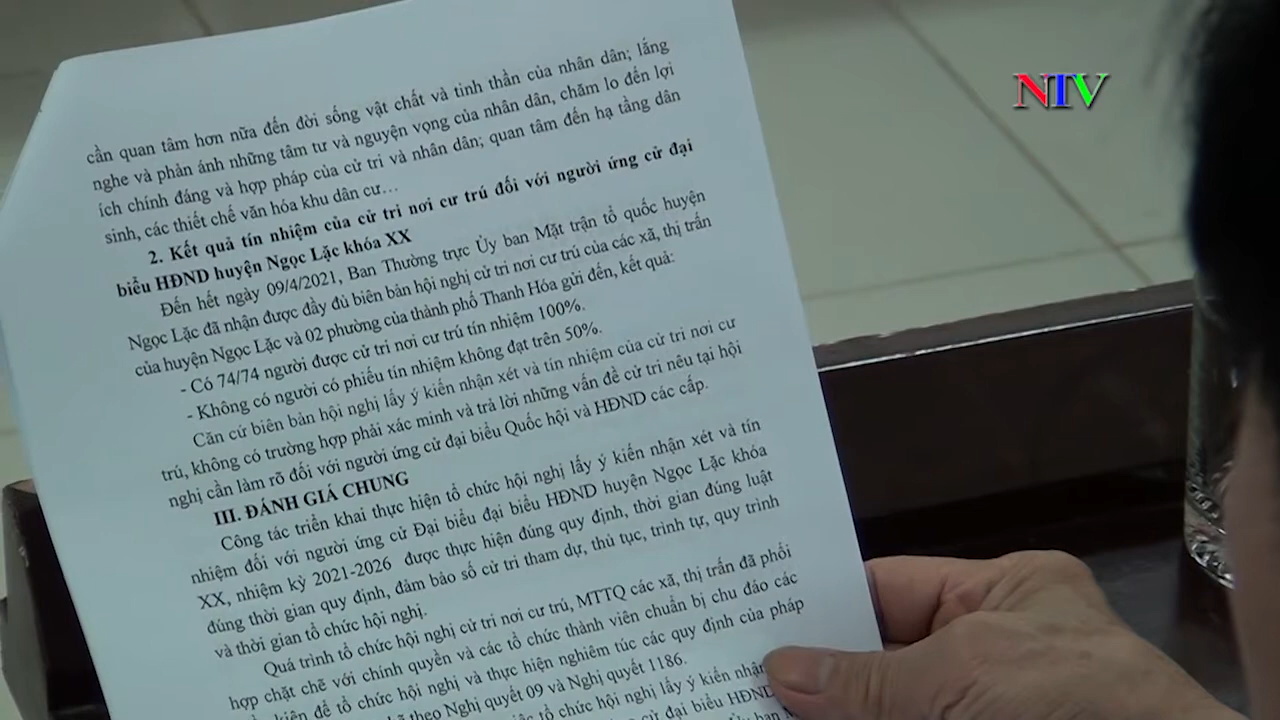 NTV
cần quan tâm hơn nữa đến đời sống vật chất và tinh thần của nhân dân; lắng
nghe và phản ánh những tâm tư và nguyện vọng của nhân dân, chăm lo đến lợi
ích chính đáng và hợp pháp của cử tri và nhân dân; quan tâm đến hạ tầng dân
sinh, các thiết chế văn hóa khu dân cư…
2. Kết quả tín nhiệm của cử tri nơi cư trú đối với người ứng cử đại
biểu HĐND huyện Ngọc Lặc khóa XX
Đến hết ngày 09/4/2021, Ban Thường trực Ủy ban Mặt trận tổ quốc huyện
Ngọc Lặc đã nhận được đầy đủ biên bản hội nghị cử tri nơi cư trú của các xã, thị trấn
của huyện Ngọc Lặc và 02 phường của thành phố Thanh Hóa gửi đến, kết quả:
- Có 74/74 người được cử tri nơi cư trú tín nhiệm 100%.
- Không có người có phiếu tín nhiệm không đạt trên 50%.
Căn cứ biên bản hội nghị lấy ý kiến nhận xét và tín nhiệm của cử tri nơi cư
trú, không có trường hợp phải xác minh và trả lời những vấn đề cử tri nêu tại hội
nghị cần làm rõ đối với người ứng cử đại biểu Quốc hội và HĐND các cấp.
III. ĐÁNH GIÁ CHUNG
Công tác triển khai thực hiện tổ chức hội nghị lấy ý kiến nhận xét và tín
nhiệm đối với người ứng cử Đại biểu đại biểu HĐND huyện Ngọc Lặc khóa
XX, nhiệm kỳ 2021-2026 được thực hiện đúng quy định, thời gian đúng luật
đúng thời gian quy định, đảm bảo số cử tri tham dự, thủ tục, trình tự, quy trình
và thời gian tổ chức hội nghị.
Quá trình tổ chức hội nghị cử tri nơi cư trú, MTTQ các xã, thị trấn đã phối
hợp chặt chẽ với chính quyền và các tổ chức thành viên chuẩn bị chu đáo các
kiện để tổ chức hội nghị và thực hiện nghiêm túc các quy định của pháp
theo Nghị quyết 09 và Nghị quyết 1186.
tổ chức hội nghị lấy ý kiến nhận
cử đại biểu HĐND